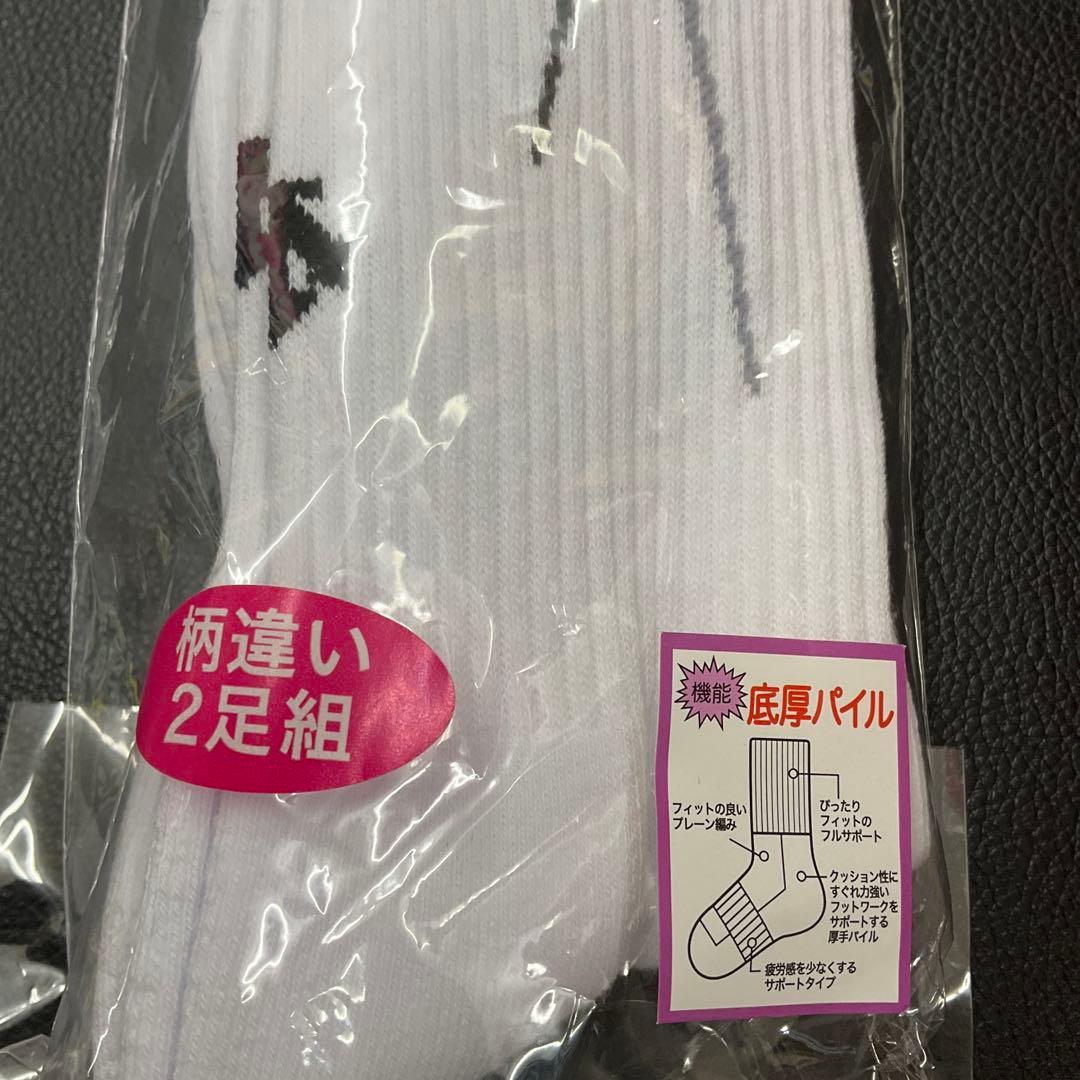 柄違い
2足組
機能
底厚パイル
フィットの良い
プレーン編み
ぴったり
フィットの
フルサポート
クッション性に
すぐれ力強い
フットワークを
サポートする
厚手パイル
疲労感を少なくする
サポートタイプ